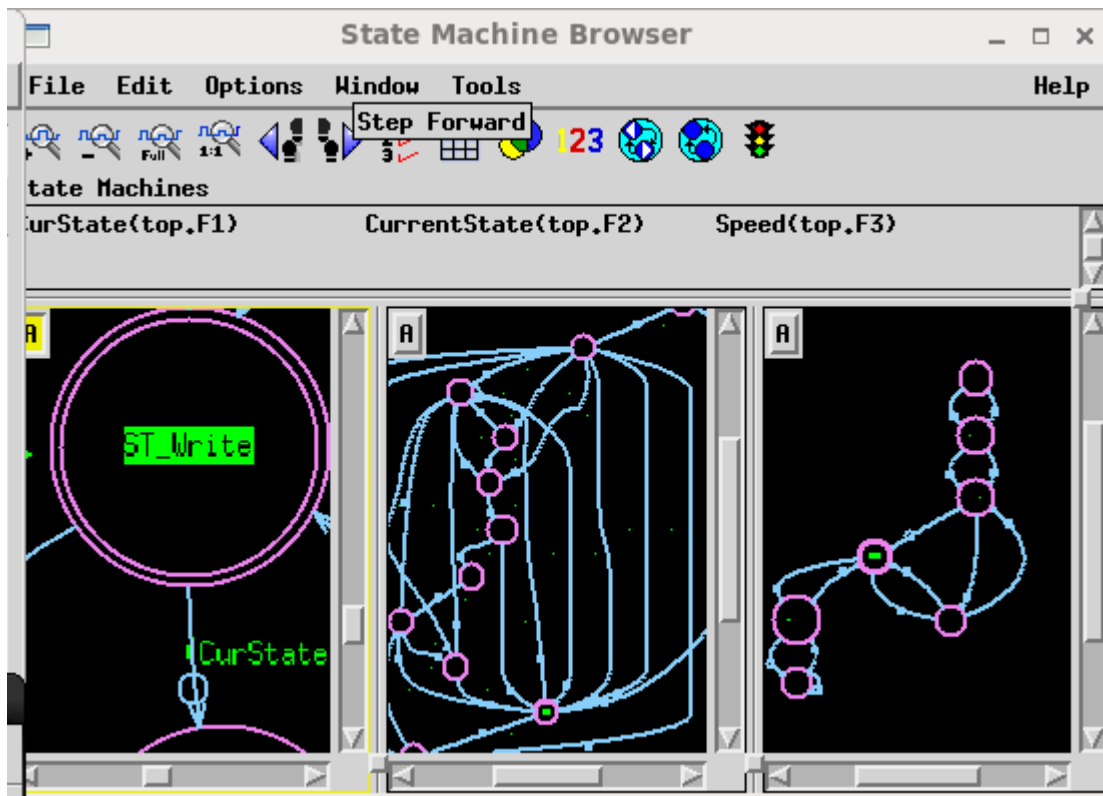 State Machine Browser
File Edit Options Window Tools Help
Step Forward
Full 1:1 123
tate Machines
CurState(top.F1) CurrentState(top.F2) Speed(top.F3)
A A A
ST_Write
CurState